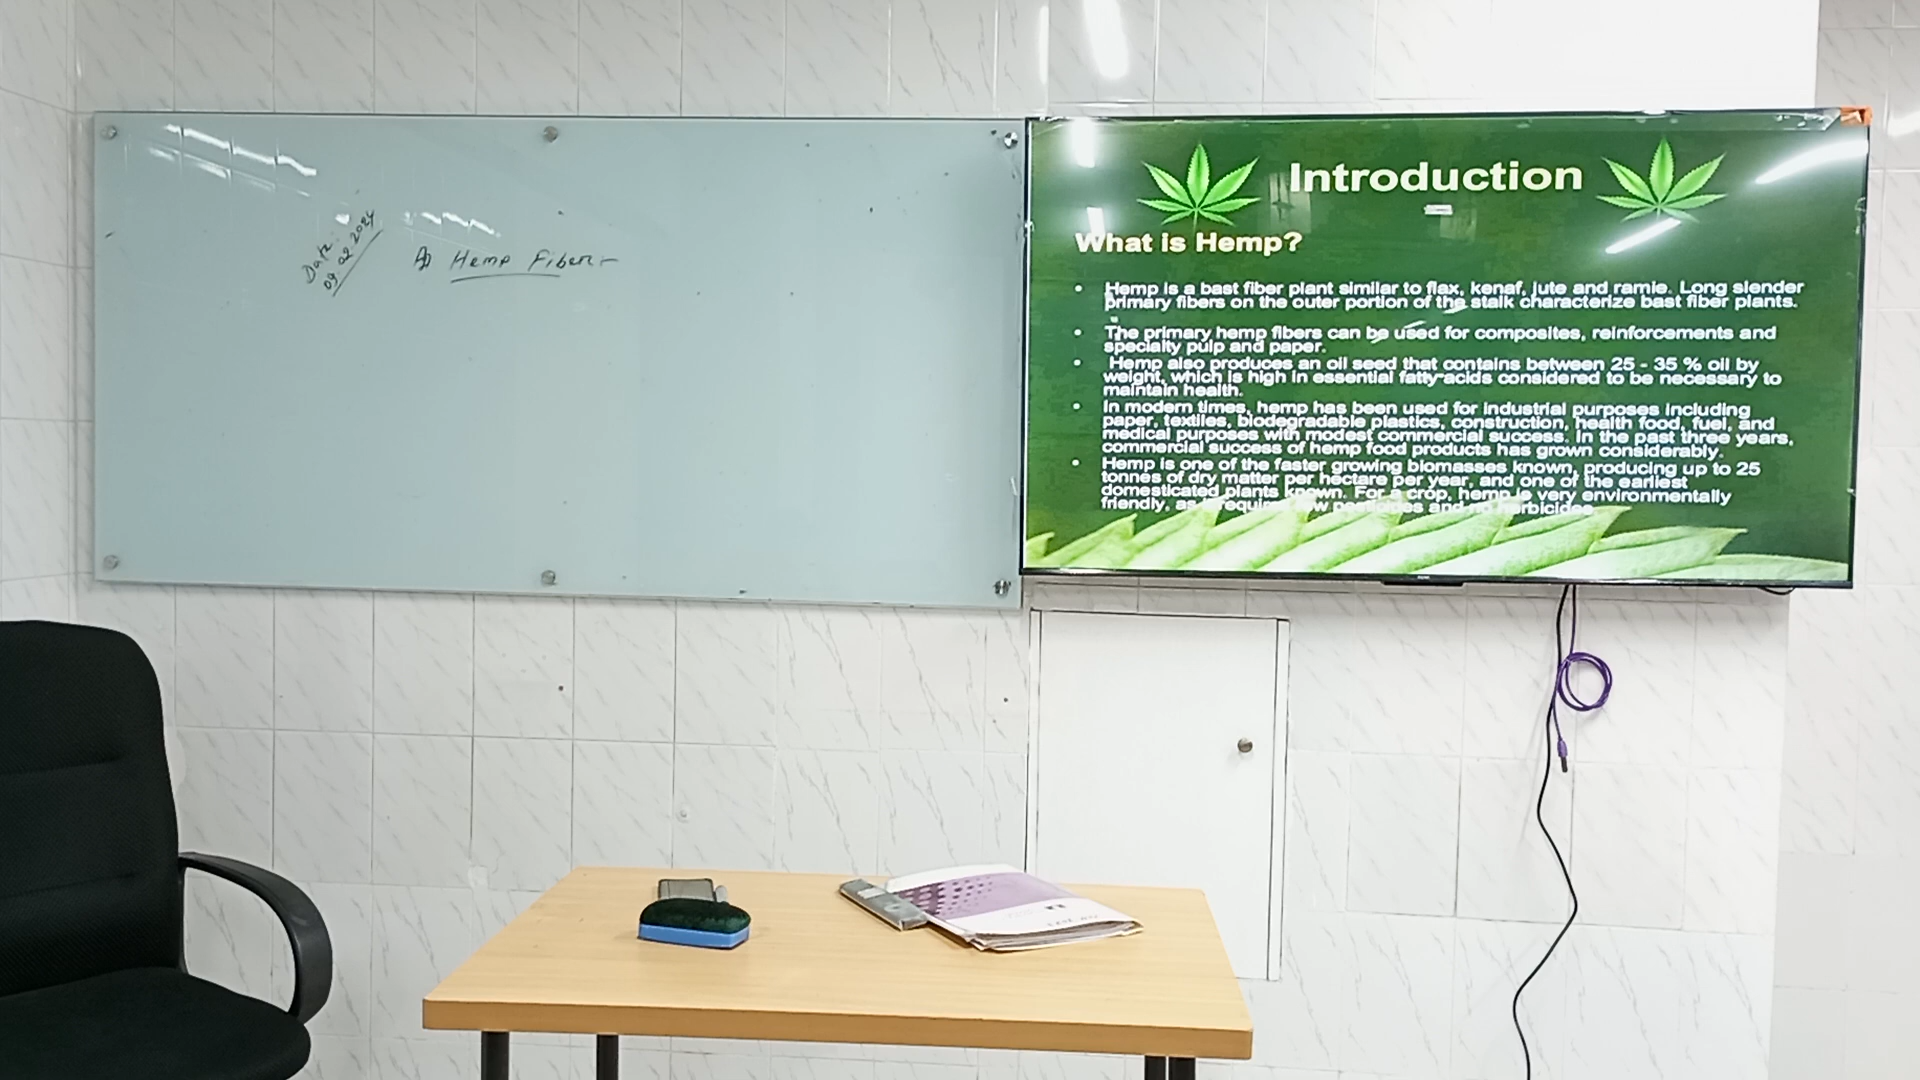 Date:
09.02.2024
Hemp Fiber:-
Introduction
What is Hemp?
• Hemp is a bast fiber plant similar to flax, kenaf, jute and ramie. Long slender
primary fibers on the outer portion of the stalk characterize bast fiber plants.
• The primary hemp fibers can be used for composites, reinforcements and
specialty pulp and paper.
• Hemp also produces an oil seed that contains between 25 - 35 % oil by
weight, which is high in essential fatty-acids considered to be necessary to
maintain health.
• In modern times, hemp has been used for industrial purposes including
paper, textiles, biodegradable plastics, construction, health food, fuel, and
medical purposes with modest commercial success. In the past three years,
commercial success of hemp food products has grown considerably.
• Hemp is one of the faster growing biomasses known, producing up to 25
tonnes of dry matter per hectare per year, and one of the earliest
domesticated plants known. For a crop, hemp is very environmentally
friendly, as it requires few pesticides and no herbicides.